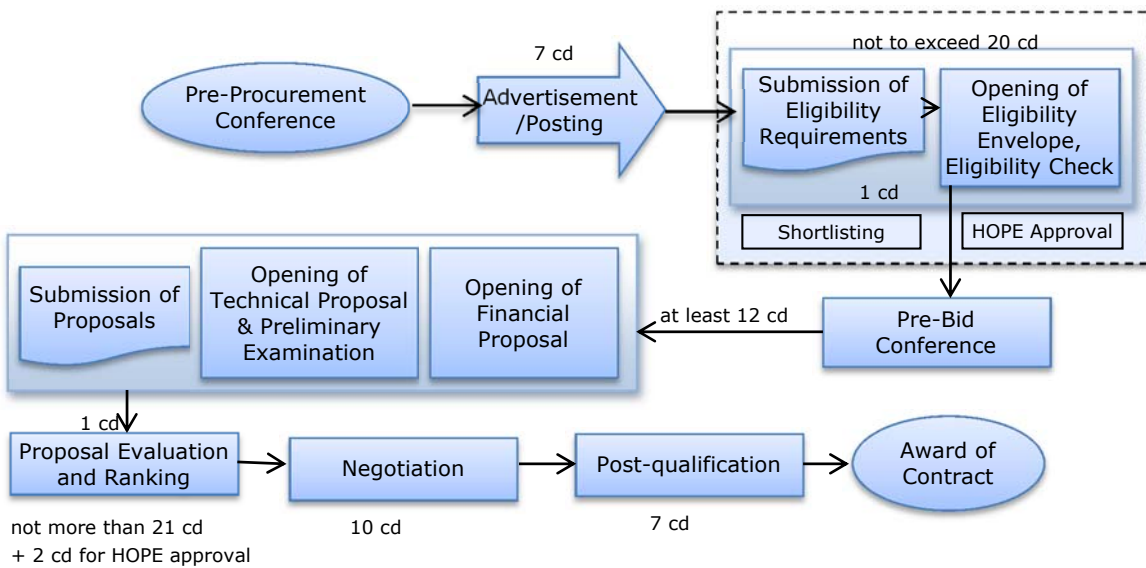 Pre-Procurement
Conference
7 cd
Advertisement
/Posting
not to exceed 20 cd
Submission of
Eligibility
Requirements
Opening of
Eligibility
Envelope,
Eligibility Check
1 cd
Shortlisting
HOPE Approval
Pre-Bid
Conference
at least 12 cd
Submission of
Proposals
Opening of
Technical Proposal
& Preliminary
Examination
Opening of
Financial
Proposal
1 cd
Proposal Evaluation
and Ranking
not more than 21 cd
+ 2 cd for HOPE approval
Negotiation
10 cd
Post-qualification
7 cd
Award of
Contract